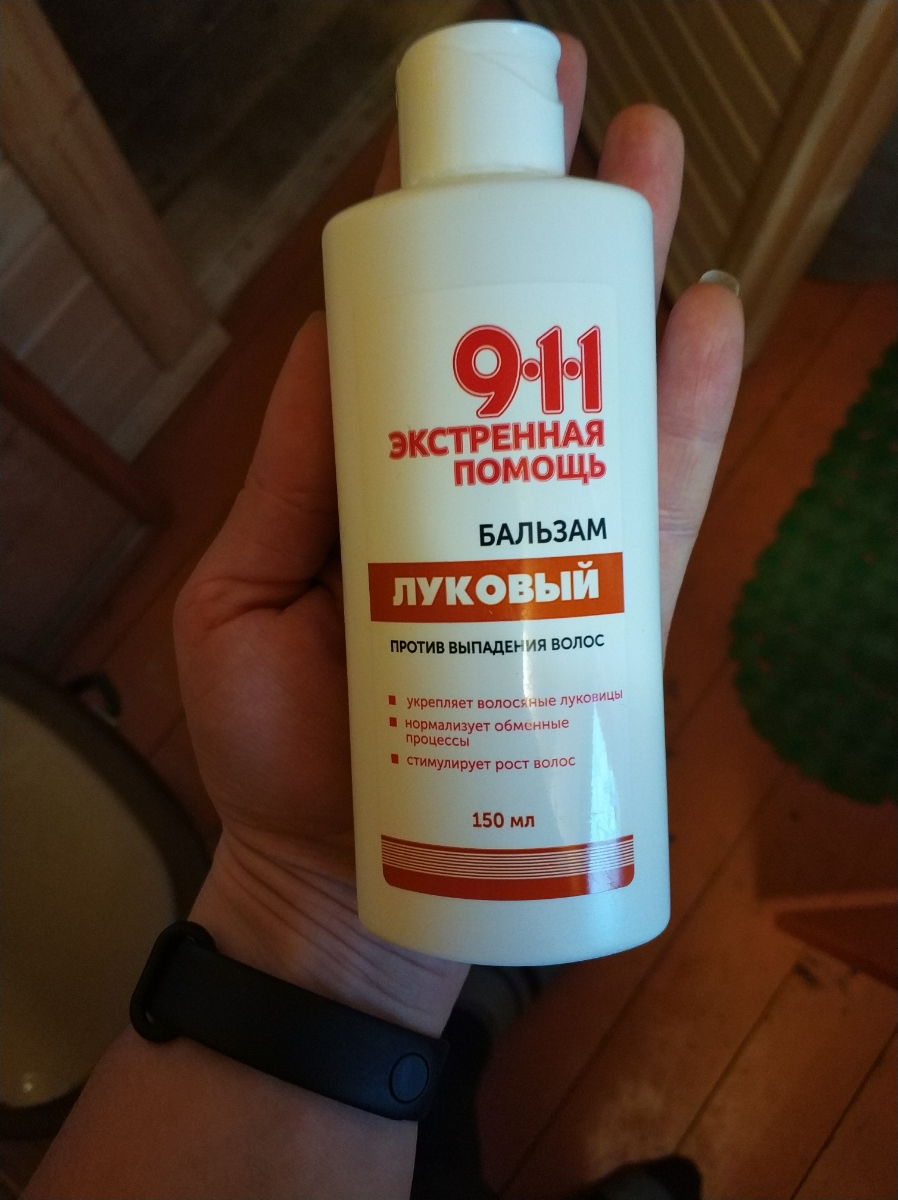 9·1·1
ЭКСТРЕННАЯ
ПОМОЩЬ
БАЛЬЗАМ
ЛУКОВЫЙ
ПРОТИВ ВЫПАДЕНИЯ ВОЛОС
укрепляет волосяные луковицы
нормализует обменные
процессы
стимулирует рост волос
150 мл